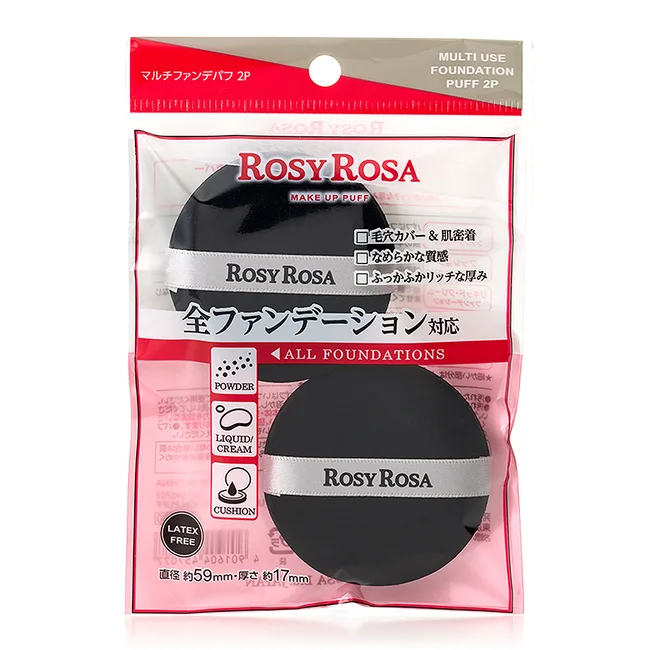 マルチファンデパフ 2P
MULTI USE
FOUNDATION
PUFF 2P
ROSY ROSA
MAKE UP PUFF
□毛穴カバー&肌密着
□なめらかな質感
□ふっかふかリッチな厚み
ROSY ROSA
全ファンデーション対応
◀ALL FOUNDATIONS
POWDER
LIQUID/
CREAM
CUSHION
ROSY ROSA
LATEX
FREE
直径 約59mm・厚さ 約17mm